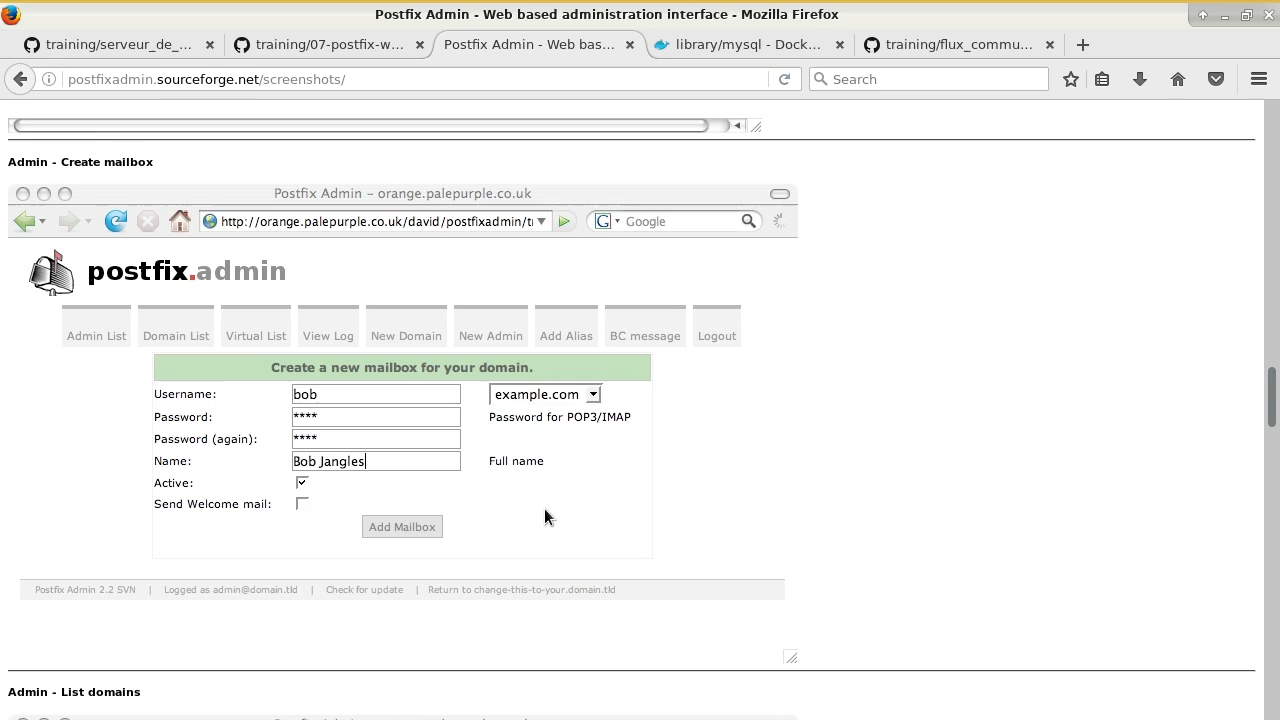 Postfix Admin - Web based administration interface - Mozilla Firefox
training/serveur_de_...
training/07-postfix-w...
Postfix Admin - Web bas...
library/mysql - Dock...
training/flux_commu...
postfixadmin.sourceforge.net/screenshots/
Search
Admin - Create mailbox
Postfix Admin – orange.palepurple.co.uk
http://orange.palepurple.co.uk/david/postfixadmin/t
G Google
postfix.admin
Admin List
Domain List
Virtual List
View Log
New Domain
New Admin
Add Alias
BC message
Logout
Create a new mailbox for your domain.
Username: bob example.com
Password: **** Password for POP3/IMAP
Password (again): ****
Name: Bob Jangles Full name
Active:
Send Welcome mail:
Add Mailbox
Postfix Admin 2.2 SVN | Logged as admin@domain.tld | Check for update | Return to change-this-to-your.domain.tld
Admin - List domains